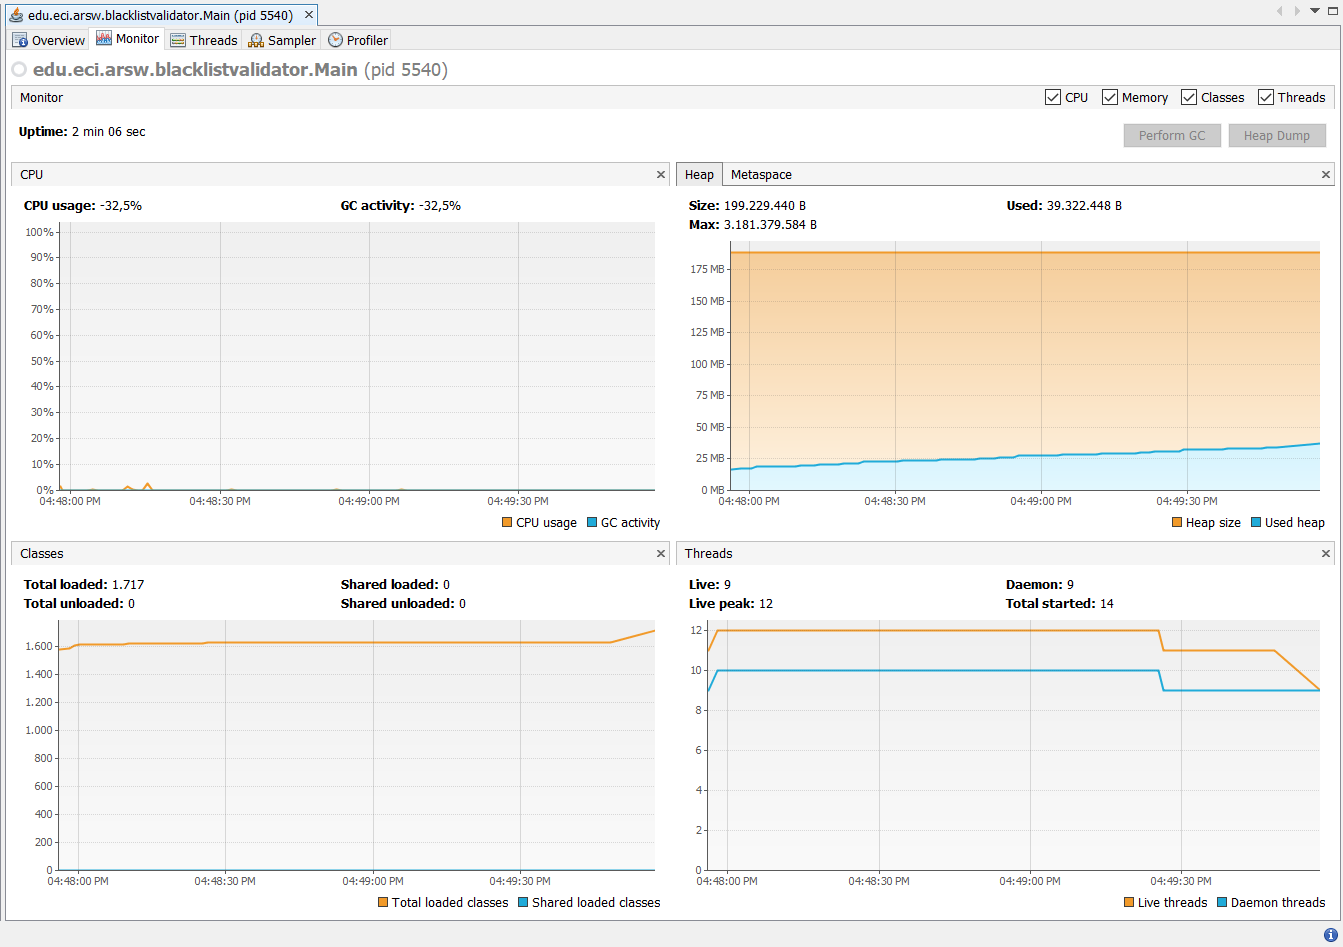 edu.eci.arsw.blacklistvalidator.Main (pid 5540)
Overview Monitor Threads Sampler Profiler
edu.eci.arsw.blacklistvalidator.Main (pid 5540)
Monitor CPU Memory Classes Threads
Uptime: 2 min 06 sec
Perform GC Heap Dump
CPU
CPU usage: -32,5% GC activity: -32,5%
100%
90%
80%
70%
60%
50%
40%
30%
20%
10%
0%
04:48:00 PM 04:48:30 PM 04:49:00 PM 04:49:30 PM
CPU usage GC activity
Heap Metaspace
Size: 199.229.440 B Used: 39.322.448 B
Max: 3.181.379.584 B
175 MB
150 MB
125 MB
100 MB
75 MB
50 MB
25 MB
0 MB
04:48:00 PM 04:48:30 PM 04:49:00 PM 04:49:30 PM
Heap size Used heap
Classes
Total loaded: 1.717 Shared loaded: 0
Total unloaded: 0 Shared unloaded: 0
1.600
1.400
1.200
1.000
800
600
400
200
0
04:48:00 PM 04:48:30 PM 04:49:00 PM 04:49:30 PM
Total loaded classes Shared loaded classes
Threads
Live: 9 Daemon: 9
Live peak: 12 Total started: 14
12
10
8
6
4
2
0
04:48:00 PM 04:48:30 PM 04:49:00 PM 04:49:30 PM
Live threads Daemon threads